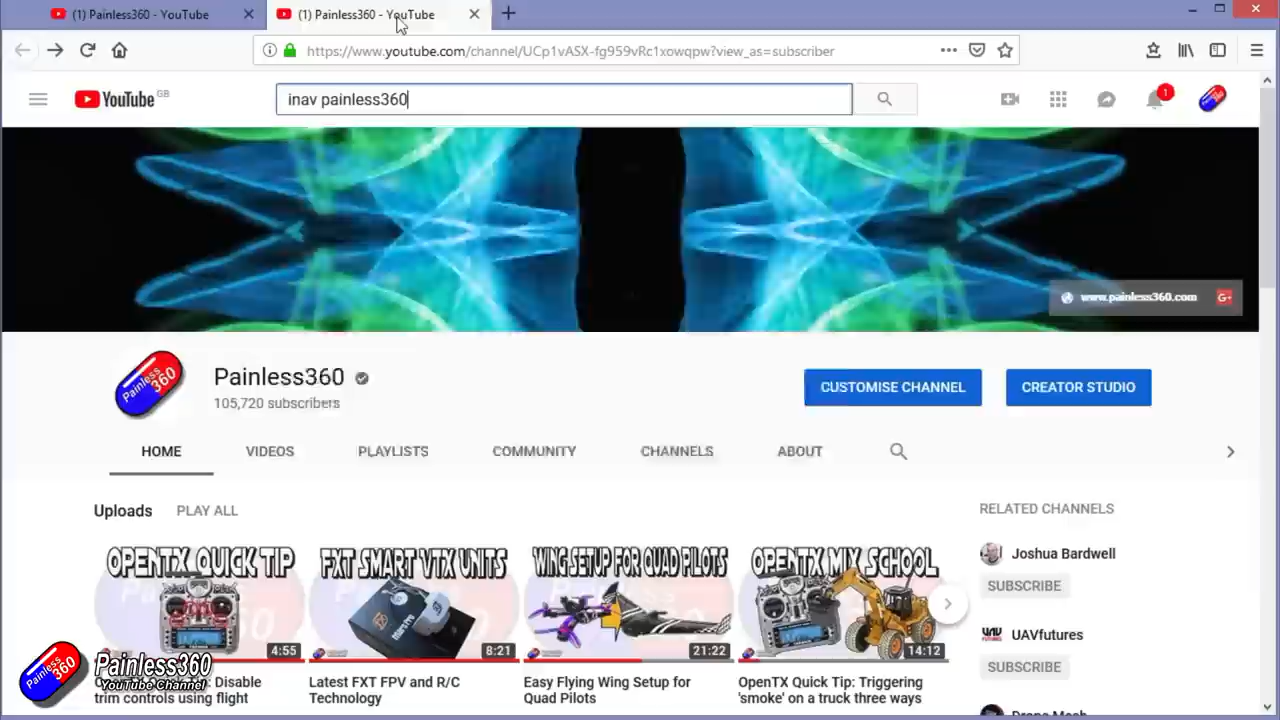 (1) Painless360 - YouTube
(1) Painless360 - YouTube
https://www.youtube.com/channel/UCp1vASX-fg959vRc1xowqpw?view_as=subscriber
YouTube GB
inav painless360
1
www.painless360.com
G+
Painless 360
Painless360
105,720 subscribers
CUSTOMISE CHANNEL
CREATOR STUDIO
HOME
VIDEOS
PLAYLISTS
COMMUNITY
CHANNELS
ABOUT
Uploads
PLAY ALL
RELATED CHANNELS
OPENTX QUICK TIP
FXT SMART VTX UNITS
WING SETUP FOR QUAD PILOTS
OPENTX MIX SCHOOL
4:55
8:21
21:22
14:12
Joshua Bardwell
SUBSCRIBE
UAVfutures
SUBSCRIBE
Painless 360
Painless360
YouTube Channel
: Disable
trim controls using flight
Latest FXT FPV and R/C
Technology
Easy Flying Wing Setup for
Quad Pilots
OpenTX Quick Tip: Triggering
'smoke' on a truck three ways